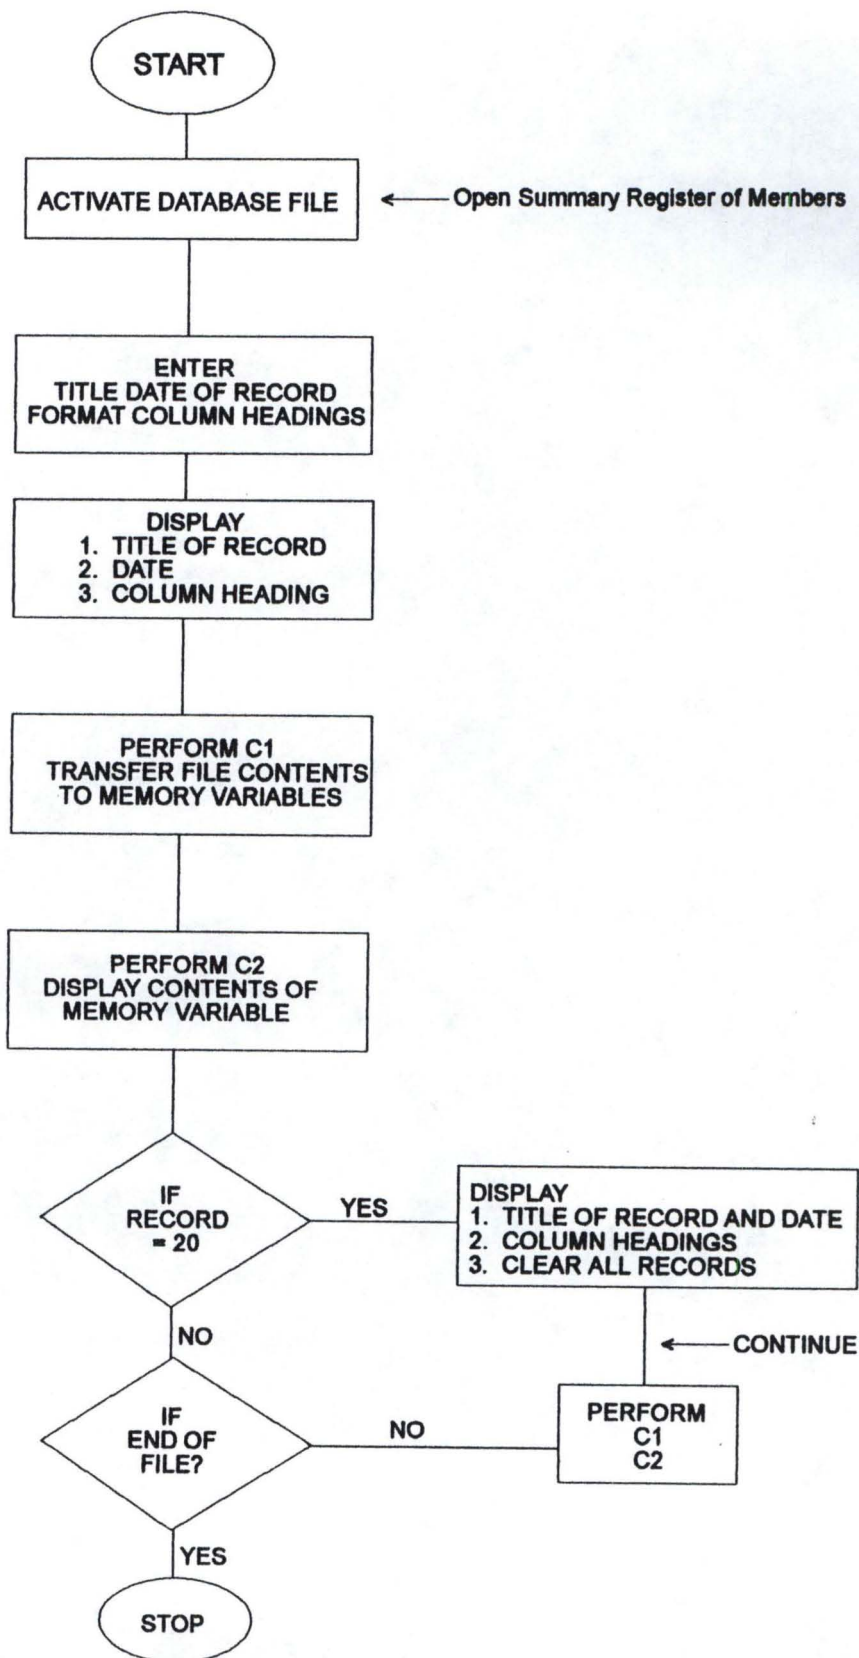 START
ACTIVATE DATABASE FILE
Open Summary Register of Members
ENTER
TITLE DATE OF RECORD
FORMAT COLUMN HEADINGS
DISPLAY
1. TITLE OF RECORD
2. DATE
3. COLUMN HEADING
PERFORM C1
TRANSFER FILE CONTENTS
TO MEMORY VARIABLES
PERFORM C2
DISPLAY CONTENTS OF
MEMORY VARIABLE
IF
RECORD
= 20
YES
DISPLAY
1. TITLE OF RECORD AND DATE
2. COLUMN HEADINGS
3. CLEAR ALL RECORDS
NO
CONTINUE
IF
END OF
FILE?
NO
PERFORM
C1
C2
YES
STOP